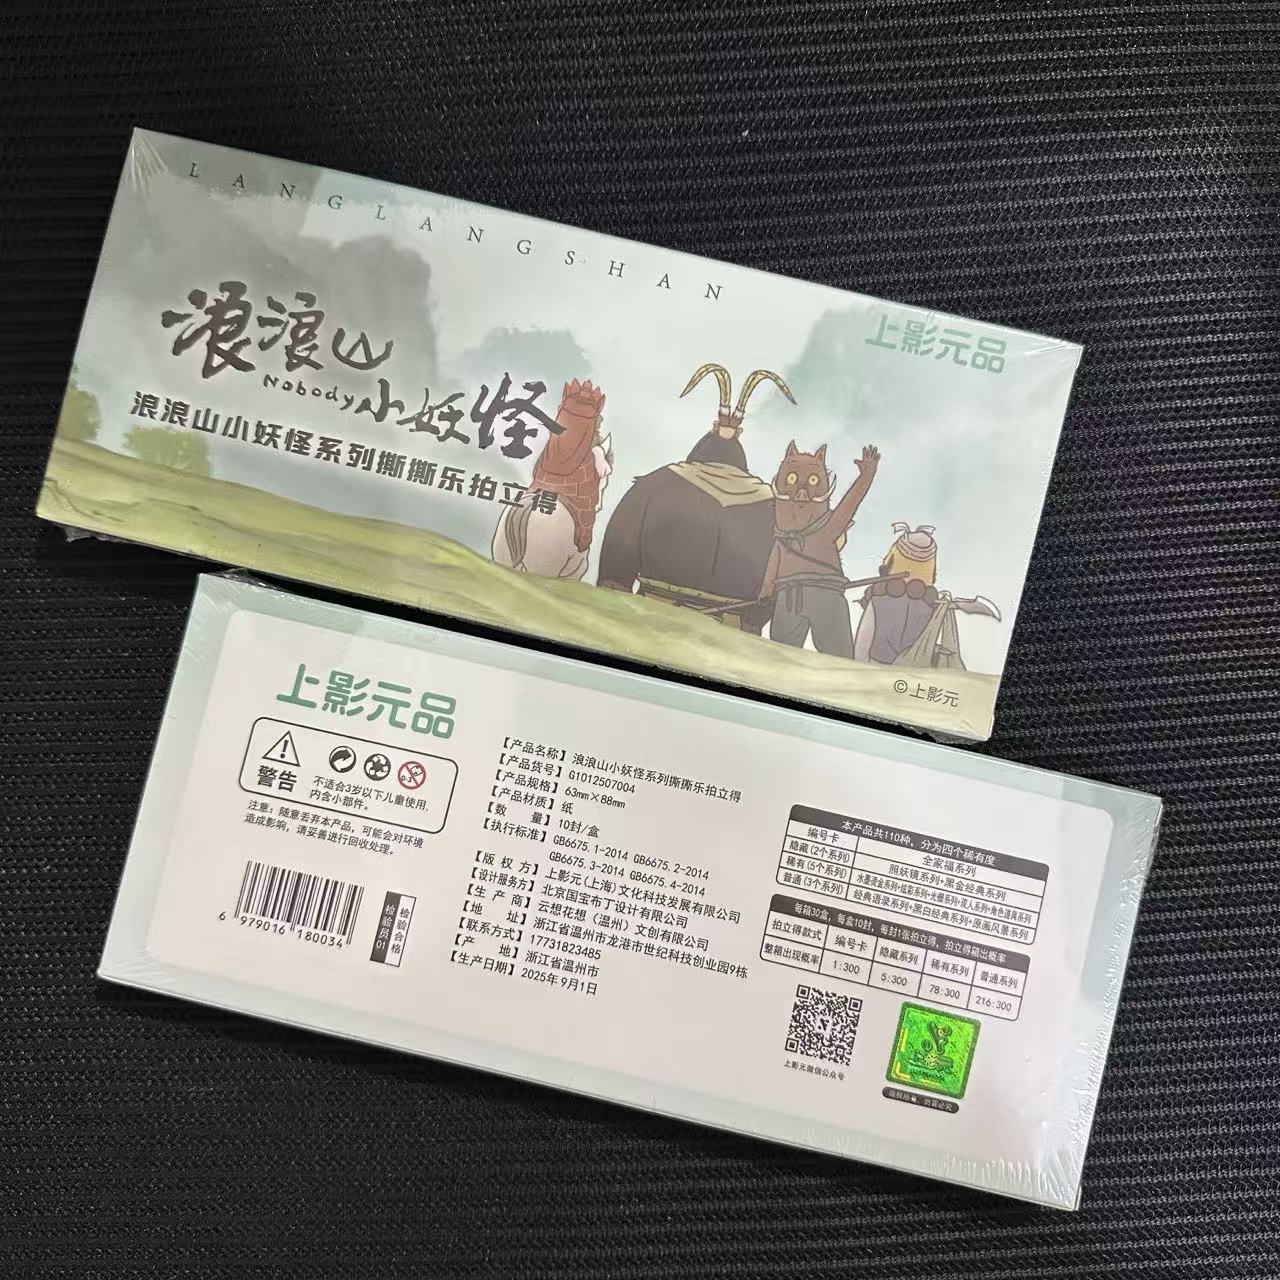 LANGLANGSHAN
上影元品
浪浪山
Nobody小妖怪
浪浪山小妖怪系列撕撕乐拍立得
©上影元
上影元品
警告
0-3
不适合3岁以下儿童使用,
内含小部件。
注意: 随意丢弃本产品, 可能会对环境
造成影响, 请妥善进行回收处理。
6 979016 180034
检验合格
检验员01
【产品名称】浪浪山小妖怪系列撕撕乐拍立得
【产品货号】G1012507004
【产品规格】63mm×88mm
【产品材质】纸
【数 量】10封/盒
【执行标准】GB6675.1-2014 GB6675.2-2014
GB6675.3-2014 GB6675.4-2014
【版 权 方】上影元(上海)文化科技发展有限公司
【设计服务方】北京国宝布丁设计有限公司
【生 产 商】云想花想（温州）文创有限公司
【地 址】浙江省温州市龙港市世纪科技创业园9栋
【联系方式】17731823485
【产 地】浙江省温州市
【生产日期】2025年9月1日
本产品共110种, 分为四个稀有度
编号卡 全家福系列
隐藏(2个系列) 照妖镜系列+黑金经典系列
稀有(5个系列) 水墨烫金系列+炫彩系列+光栅系列+双人系列+角色道具系列
普通(3个系列) 经典语录系列+黑白经典系列+原画风景系列
每箱30盒, 每盒10封, 每封1张拍立得, 拍立得箱出概率
拍立得款式 编号卡 隐藏系列 稀有系列 普通系列
整箱出现概率 1:300 5:300 78:300 216:300
上影元微信公众号
上影元
版权所有, 仿冒必究